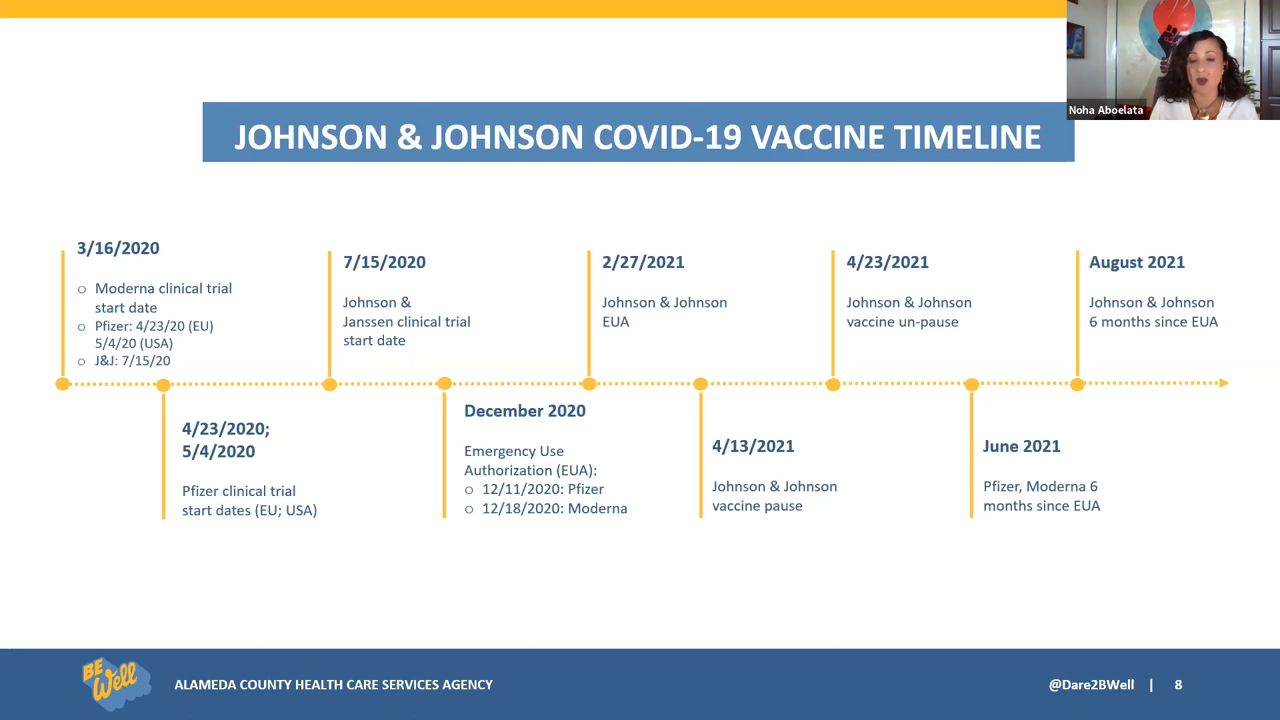 Noha Aboelata
JOHNSON & JOHNSON COVID-19 VACCINE TIMELINE
3/16/2020
○ Moderna clinical trial
start date
○ Pfizer: 4/23/20 (EU)
5/4/20 (USA)
○ J&J: 7/15/20
4/23/2020;
5/4/2020
Pfizer clinical trial
start dates (EU; USA)
7/15/2020
Johnson &
Janssen clinical trial
start date
December 2020
Emergency Use
Authorization (EUA):
○ 12/11/2020: Pfizer
○ 12/18/2020: Moderna
2/27/2021
Johnson & Johnson
EUA
4/13/2021
Johnson & Johnson
vaccine pause
4/23/2021
Johnson & Johnson
vaccine un-pause
June 2021
Pfizer, Moderna 6
months since EUA
August 2021
Johnson & Johnson
6 months since EUA
BE
Well
ALAMEDA COUNTY HEALTH CARE SERVICES AGENCY
@Dare2BWell | 8